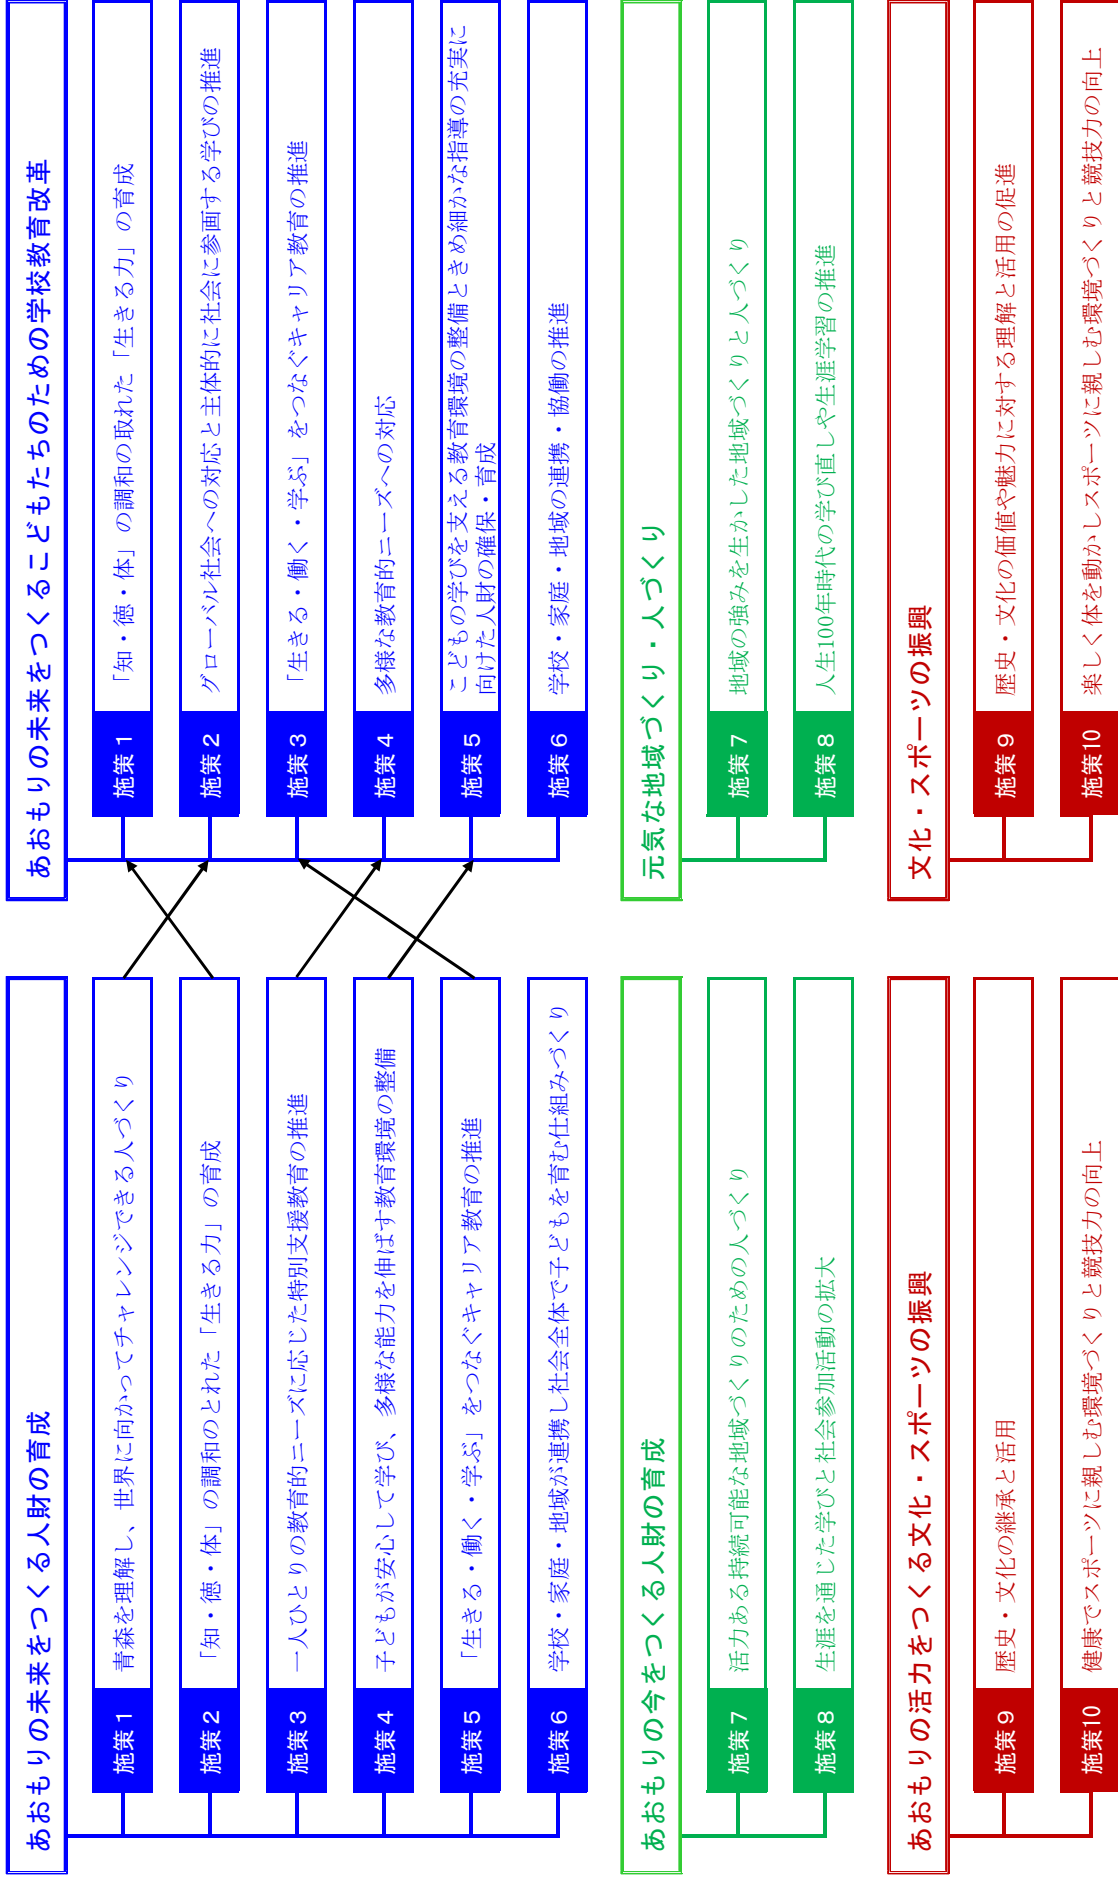 あおもりの未来をつくる人財の育成
施策１
青森を理解し、世界に向かってチャレンジできる人づくり
施策２
「知・徳・体」の調和のとれた「生きる力」の育成
施策３
一人ひとりの教育的ニーズに応じた特別支援教育の推進
施策４
子どもが安心して学び、多様な能力を伸ばす教育環境の整備
施策５
「生きる・働く・学ぶ」をつなぐキャリア教育の推進
施策６
学校・家庭・地域が連携し社会全体で子どもを育む仕組みづくり
あおもりの今をつくる人財の育成
施策７
活力ある持続可能な地域づくりのための人づくり
施策８
生涯を通じた学びと社会参加活動の拡大
あおもりの活力をつくる文化・スポーツの振興
施策９
歴史・文化の継承と活用
施策10
健康でスポーツに親しむ環境づくりと競技力の向上
あおもりの未来をつくるこどもたちのための学校教育改革
施策１
「知・徳・体」の調和の取れた「生きる力」の育成
施策２
グローバル社会への対応と主体的に社会に参画する学びの推進
施策３
「生きる・働く・学ぶ」をつなぐキャリア教育の推進
施策４
多様な教育的ニーズへの対応
施策５
こどもの学びを支える教育環境の整備ときめ細かな指導の充実に
向けた人財の確保・育成
施策６
学校・家庭・地域の連携・協働の推進
元気な地域づくり・人づくり
施策７
地域の強みを生かした地域づくりと人づくり
施策８
人生100年時代の学び直しや生涯学習の推進
文化・スポーツの振興
施策９
歴史・文化の価値や魅力に対する理解と活用の促進
施策10
楽しく体を動かしスポーツに親しむ環境づくりと競技力の向上